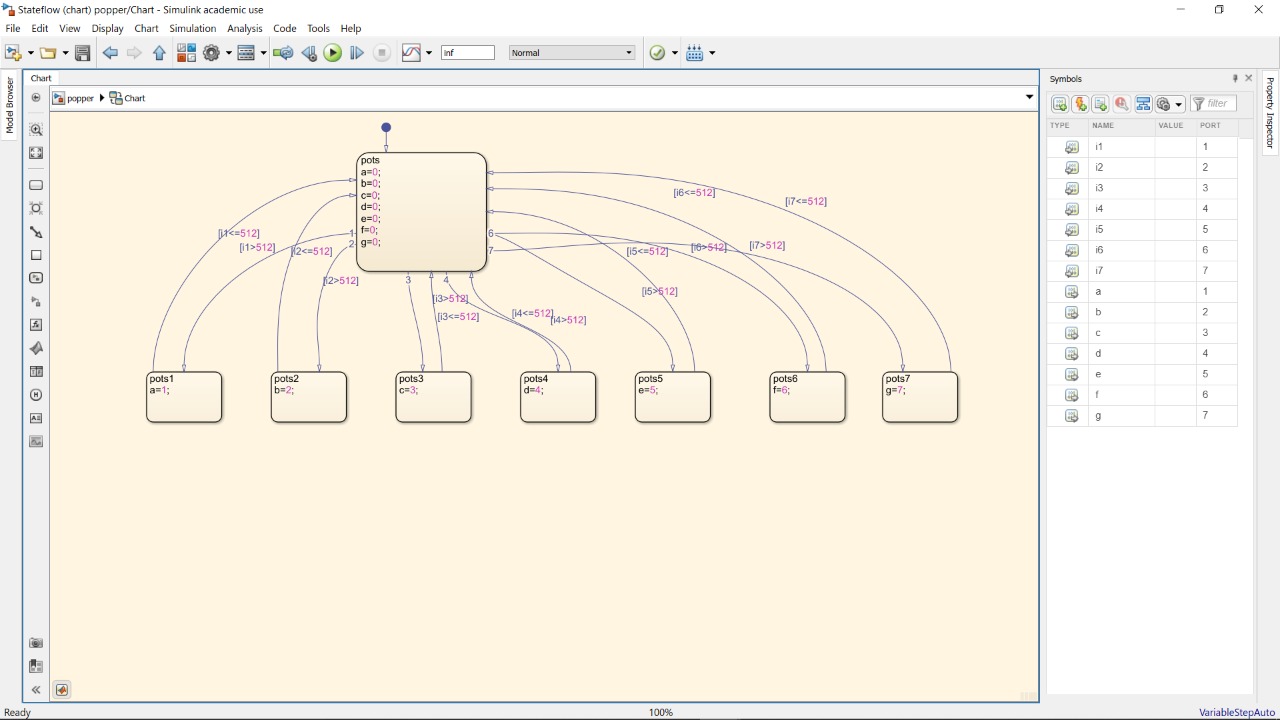 Stateflow (chart) popper/Chart - Simulink academic use
File Edit View Display Chart Simulation Analysis Code Tools Help
inf
Normal
Model Browser
Chart
popper Chart
pots
a=0;
b=0;
c=0;
d=0;
e=0;
f=0;
g=0;
1
2
3
4
6
7
[i1<=512]
[i1>512]
[i2<=512]
[i2>512]
[i3>512]
[i3<=512]
[i4<=512]
[i4>512]
[i5<=512]
[i5>512]
[i6<=512]
[i6>512]
[i7<=512]
[i7>512]
pots1
a=1;
pots2
b=2;
pots3
c=3;
pots4
d=4;
pots5
e=5;
pots6
f=6;
pots7
g=7;
Symbols
filter
TYPE NAME VALUE PORT
i1 1
i2 2
i3 3
i4 4
i5 5
i6 6
i7 7
a 1
b 2
c 3
d 4
e 5
f 6
g 7
Property Inspector
Ready
100%
VariableStepAuto